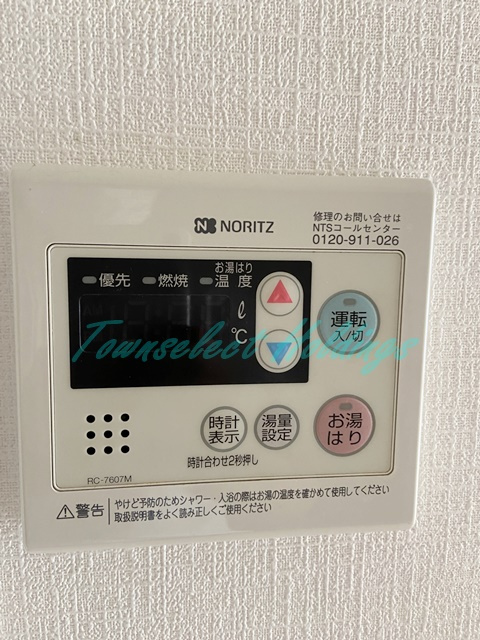 NORITZ
修理のお問い合せは
NTSコールセンター
0120-911-026
優先 燃焼 お湯はり 温度
ℓ
℃
運転
入/切
Townselect Holdings
時計
表示
湯量
設定
お湯
はり
時計合わせ2秒押し
RC-7607M
⚠警告
やけど予防のためシャワー・入浴の際はお湯の温度を確かめて使用してください
取扱説明書をよく読み正しくご使用ください